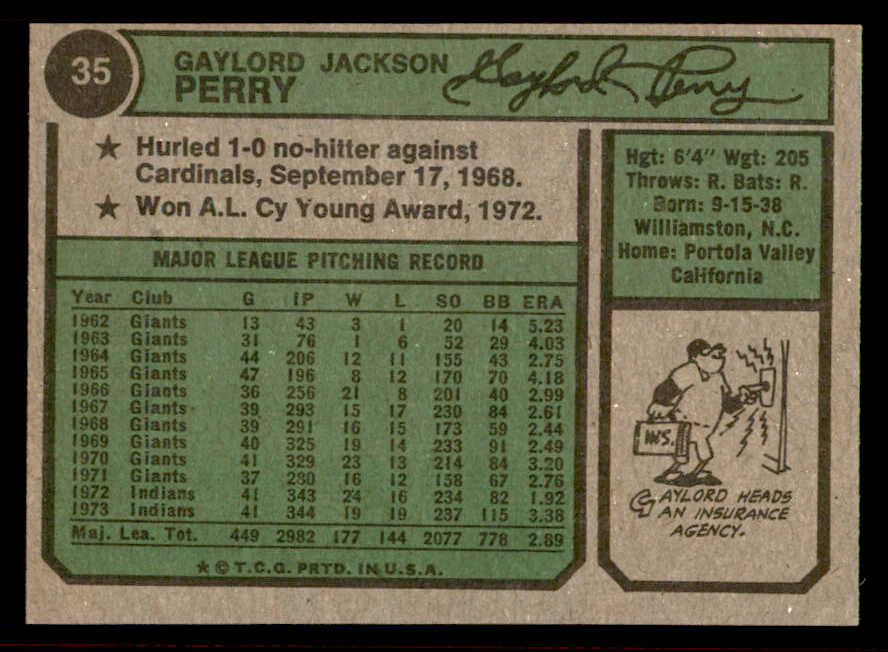 35
GAYLORD JACKSON
PERRY
Gaylord Perry
★ Hurled 1-0 no-hitter against
Cardinals, September 17, 1968.
★ Won A.L. Cy Young Award, 1972.
Hgt: 6'4" Wgt: 205
Throws: R. Bats: R.
Born: 9-15-38
Williamston, N.C.
Home: Portola Valley
California
MAJOR LEAGUE PITCHING RECORD
Year Club G IP W L SO BB ERA
1962 Giants 13 43 3 1 20 14 5.23
1963 Giants 31 76 1 6 52 29 4.03
1964 Giants 44 206 12 11 155 43 2.75
1965 Giants 47 196 8 12 170 70 4.18
1966 Giants 36 256 21 8 201 40 2.99
1967 Giants 39 293 15 17 230 84 2.61
1968 Giants 39 291 16 15 173 59 2.44
1969 Giants 40 325 19 14 233 91 2.49
1970 Giants 41 329 23 13 214 84 3.20
1971 Giants 37 280 16 12 158 67 2.76
1972 Indians 41 343 24 16 234 82 1.92
1973 Indians 41 344 19 19 237 115 3.38
Maj. Lea. Tot. 449 2982 177 144 2077 778 2.89
★ © T.C.G. PRTD. IN U.S.A.
INS.
GAYLORD HEADS
AN INSURANCE
AGENCY.